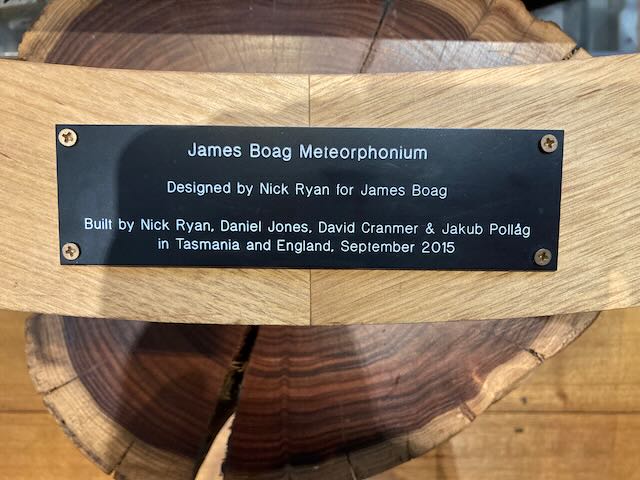 James Boag Meteorphonium
Designed by Nick Ryan for James Boag
Built by Nick Ryan, Daniel Jones, David Cranmer & Jakub Pollåg
in Tasmania and England, September 2015